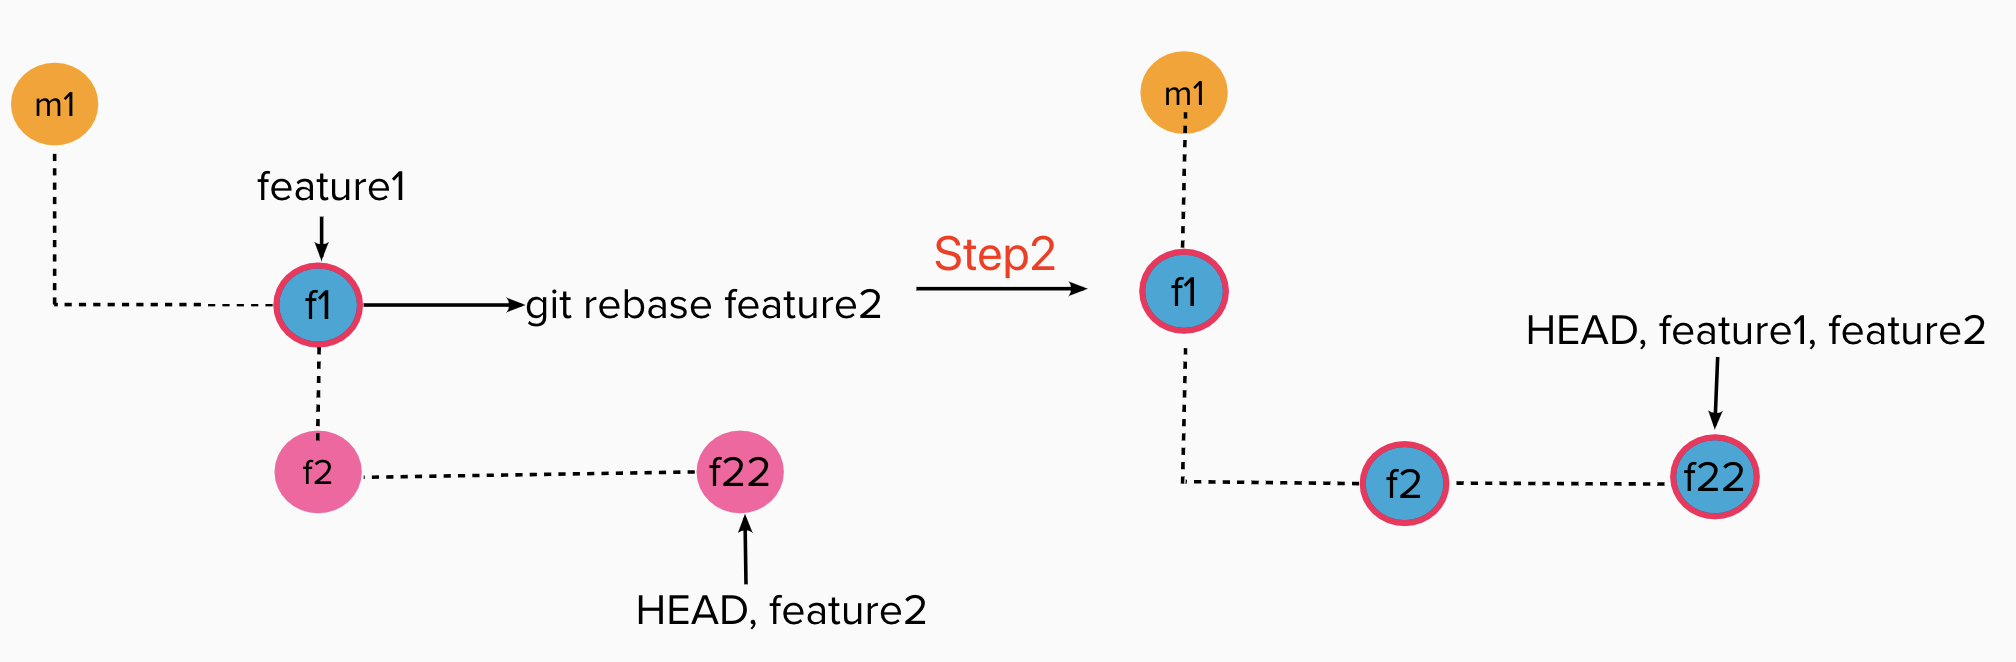 m1
feature1
f1
git rebase feature2
f2
f22
HEAD, feature2
Step2
m1
f1
HEAD, feature1, feature2
f2
f22